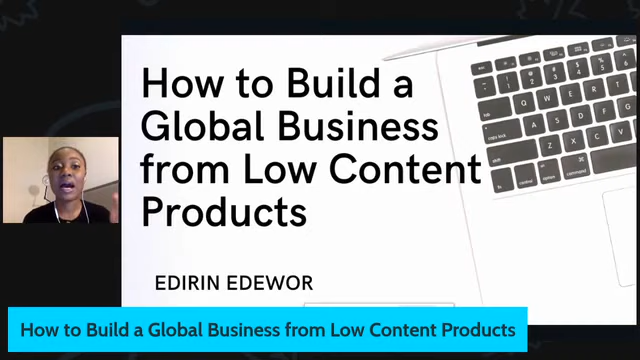 How to Build a
Global Business
from Low Content
Products
EDIRIN EDEWOR
How to Build a Global Business from Low Content Products